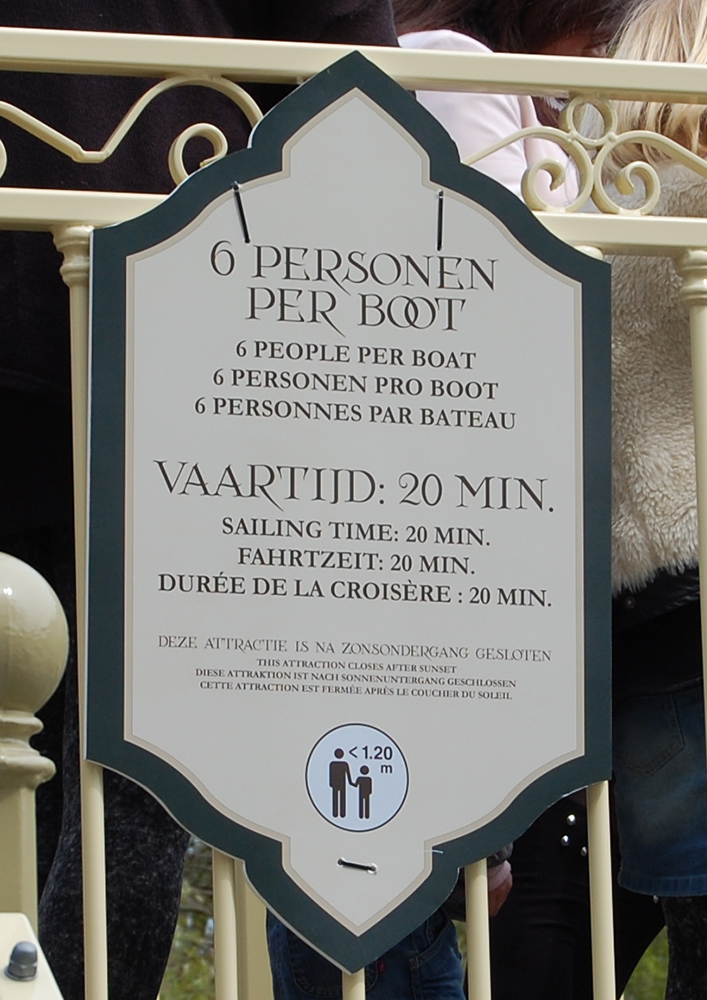 6 PERSONEN
PER BOOT
6 PEOPLE PER BOAT
6 PERSONEN PRO BOOT
6 PERSONNES PAR BATEAU
VAARTIJD: 20 MIN.
SAILING TIME: 20 MIN.
FAHRTZEIT: 20 MIN.
DURÉE DE LA CROISÈRE : 20 MIN.
DEZE ATTRACTIE IS NA ZONSONDERGANG GESLOTEN
THIS ATTRACTION CLOSES AFTER SUNSET
DIESE ATTRAKTION IST NACH SONNENUNTERGANG GESCHLOSSEN
CETTE ATTRACTION EST FERMÉE APRÈS LE COUCHER DU SOLEIL
<1.20
m